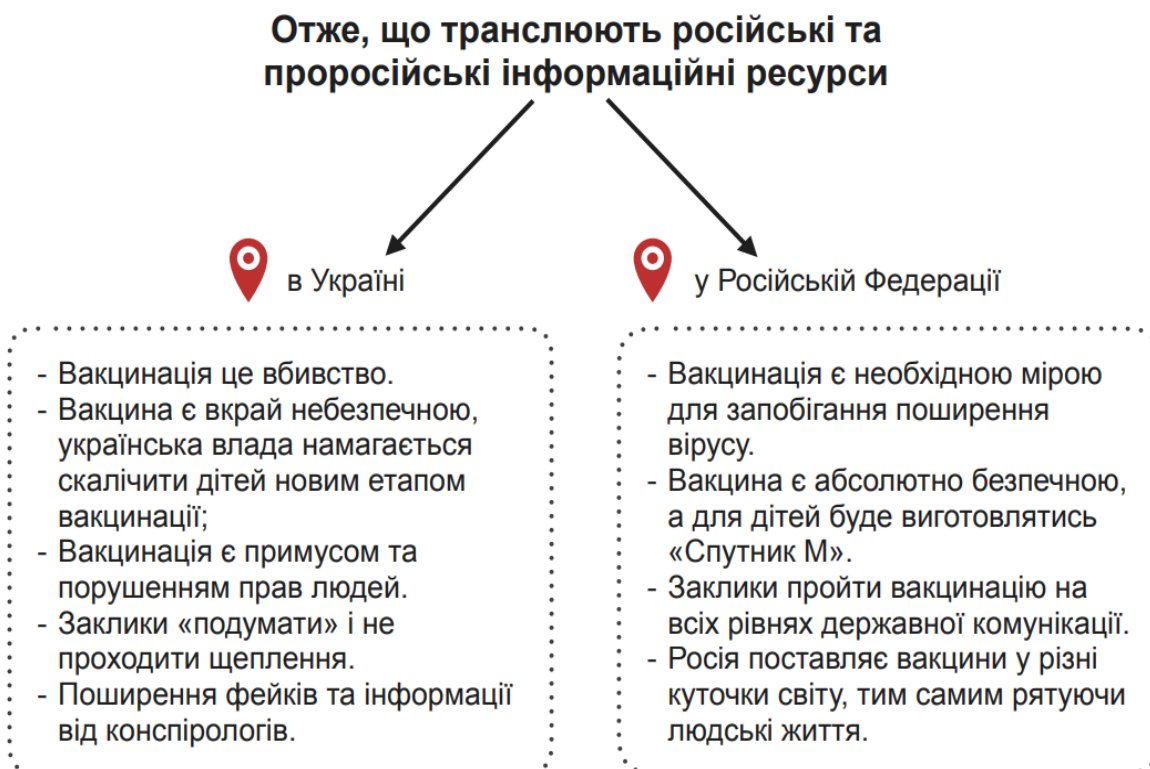 Отже, що транслюють російські та
проросійські інформаційні ресурси
в Україні
- Вакцинація це вбивство.
- Вакцина є вкрай небезпечною,
українська влада намагається
скалічити дітей новим етапом
вакцинації;
- Вакцинація є примусом та
порушенням прав людей.
- Заклики «подумати» і не
проходити щеплення.
- Поширення фейків та інформації
від конспірологів.
у Російській Федерації
- Вакцинація є необхідною мірою
для запобігання поширення
вірусу.
- Вакцина є абсолютно безпечною,
а для дітей буде виготовлятись
«Спутник М».
- Заклики пройти вакцинацію на
всіх рівнях державної комунікації.
- Росія поставляє вакцини у різні
куточки світу, тим самим рятуючи
людські життя.